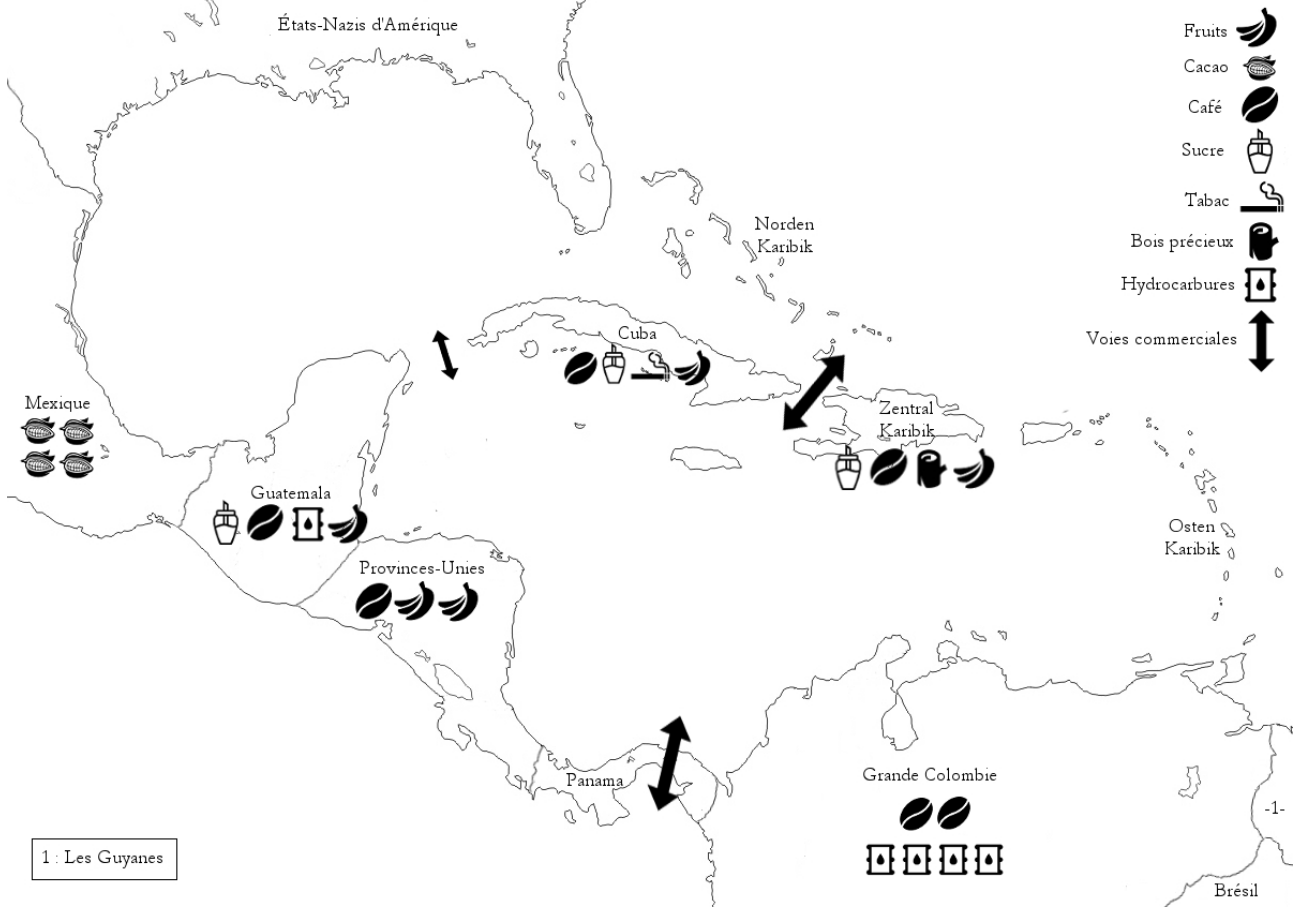 États-Nazis d'Amérique
Fruits
Cacao
Café
Sucre
Tabac
Bois précieux
Hydrocarbures
Voies commerciales
Norden
Karibik
Cuba
Mexique
Zentral
Karibik
Guatemala
Osten
Karibik
Provinces-Unies
Panama
Grande Colombie
-1-
1 : Les Guyanes
Brésil